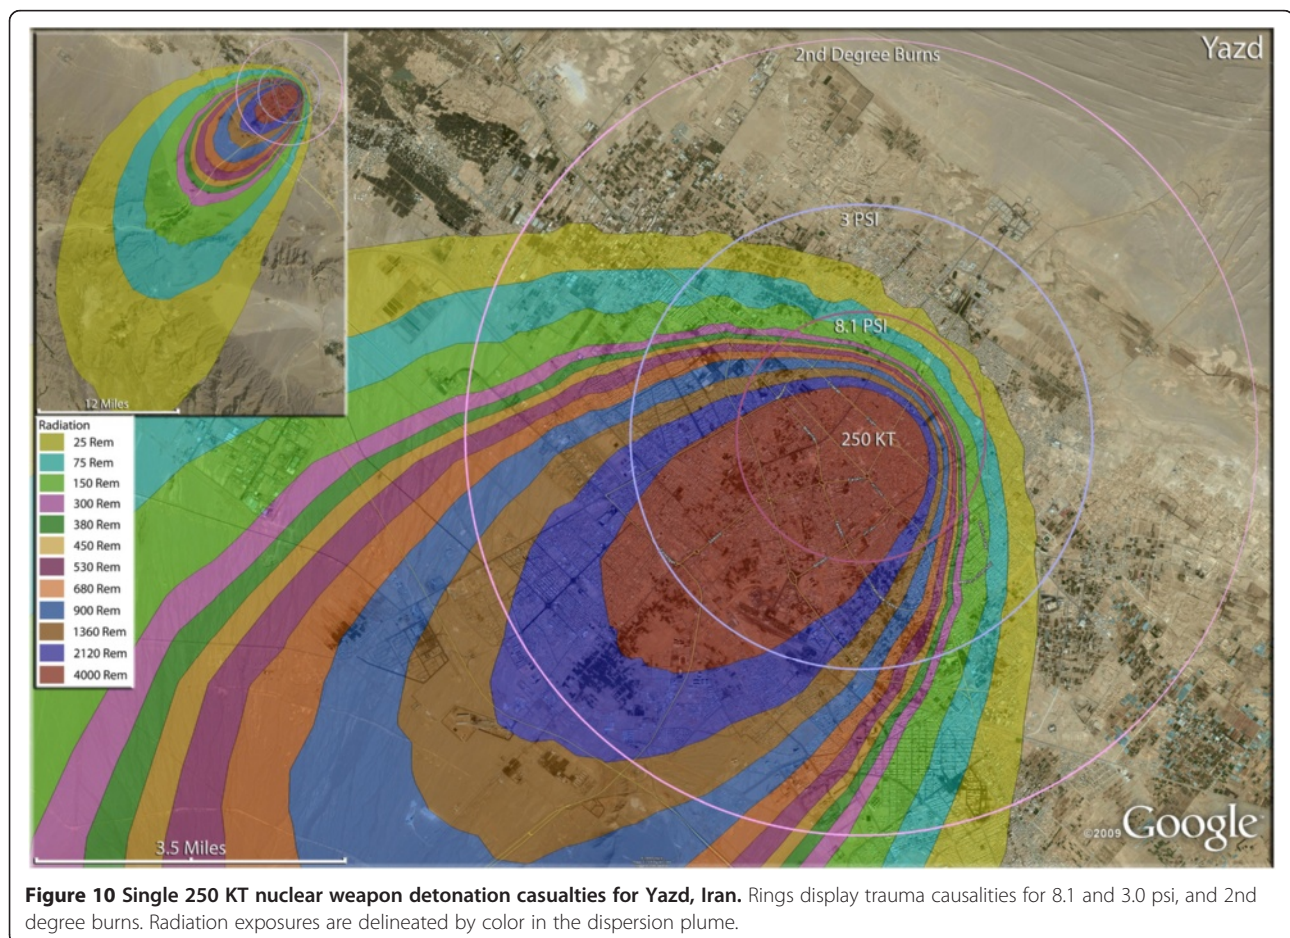 Yazd
2nd Degree Burns
3 PSI
8.1 PSI
250 KT
12 Miles
Radiation
25 Rem
75 Rem
150 Rem
300 Rem
380 Rem
450 Rem
530 Rem
680 Rem
900 Rem
1360 Rem
2120 Rem
4000 Rem
3.5 Miles
©2009 Google
Figure 10 Single 250 KT nuclear weapon detonation casualties for Yazd, Iran. Rings display trauma causalities for 8.1 and 3.0 psi, and 2nd
degree burns. Radiation exposures are delineated by color in the dispersion plume.